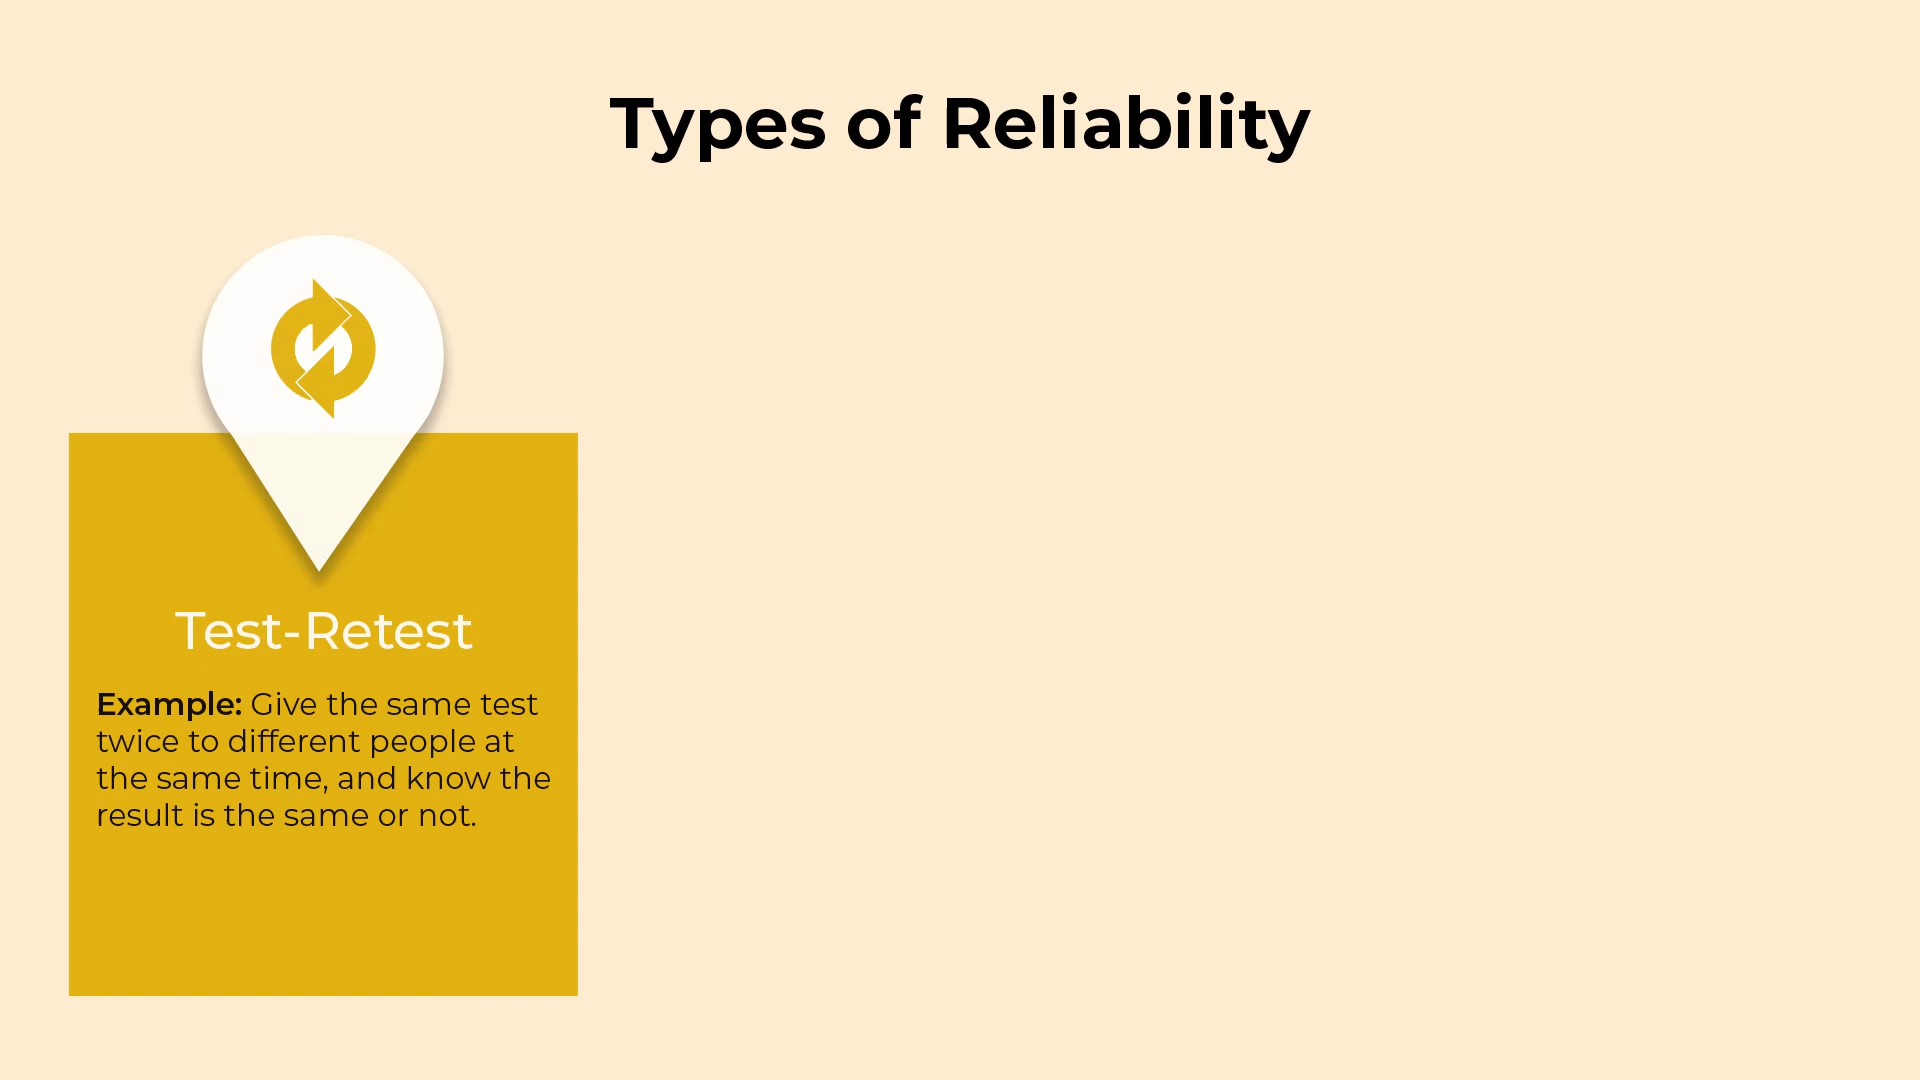 Types of Reliability
Test-Retest
Example: Give the same test
twice to different people at
the same time, and know the
result is the same or not.